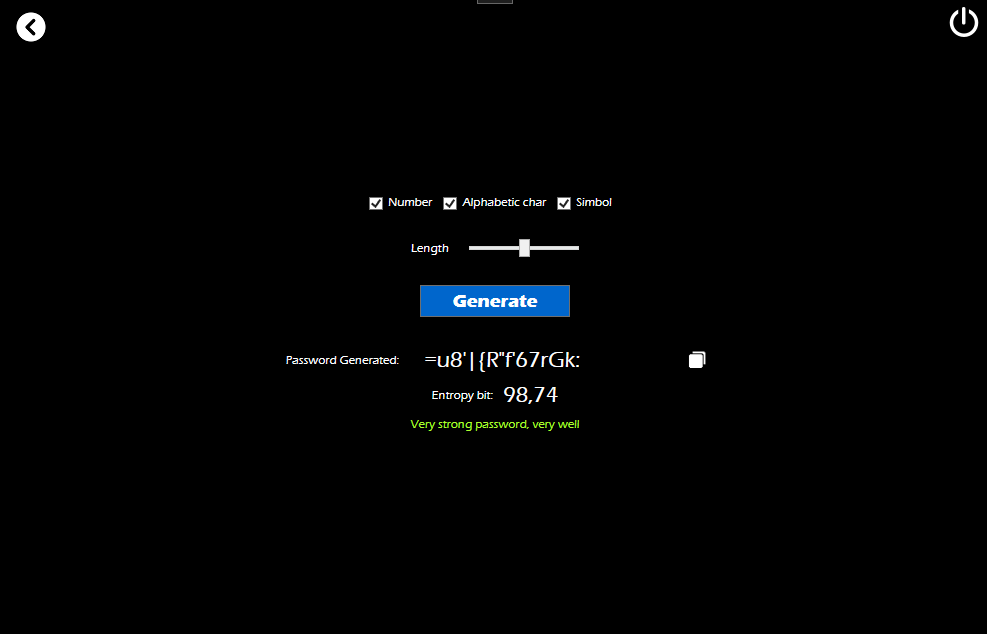 Number Alphabetic char Simbol
Length
Generate
Password Generated: =u8'|{R"f'67rGk:
Entropy bit: 98,74
Very strong password, very well